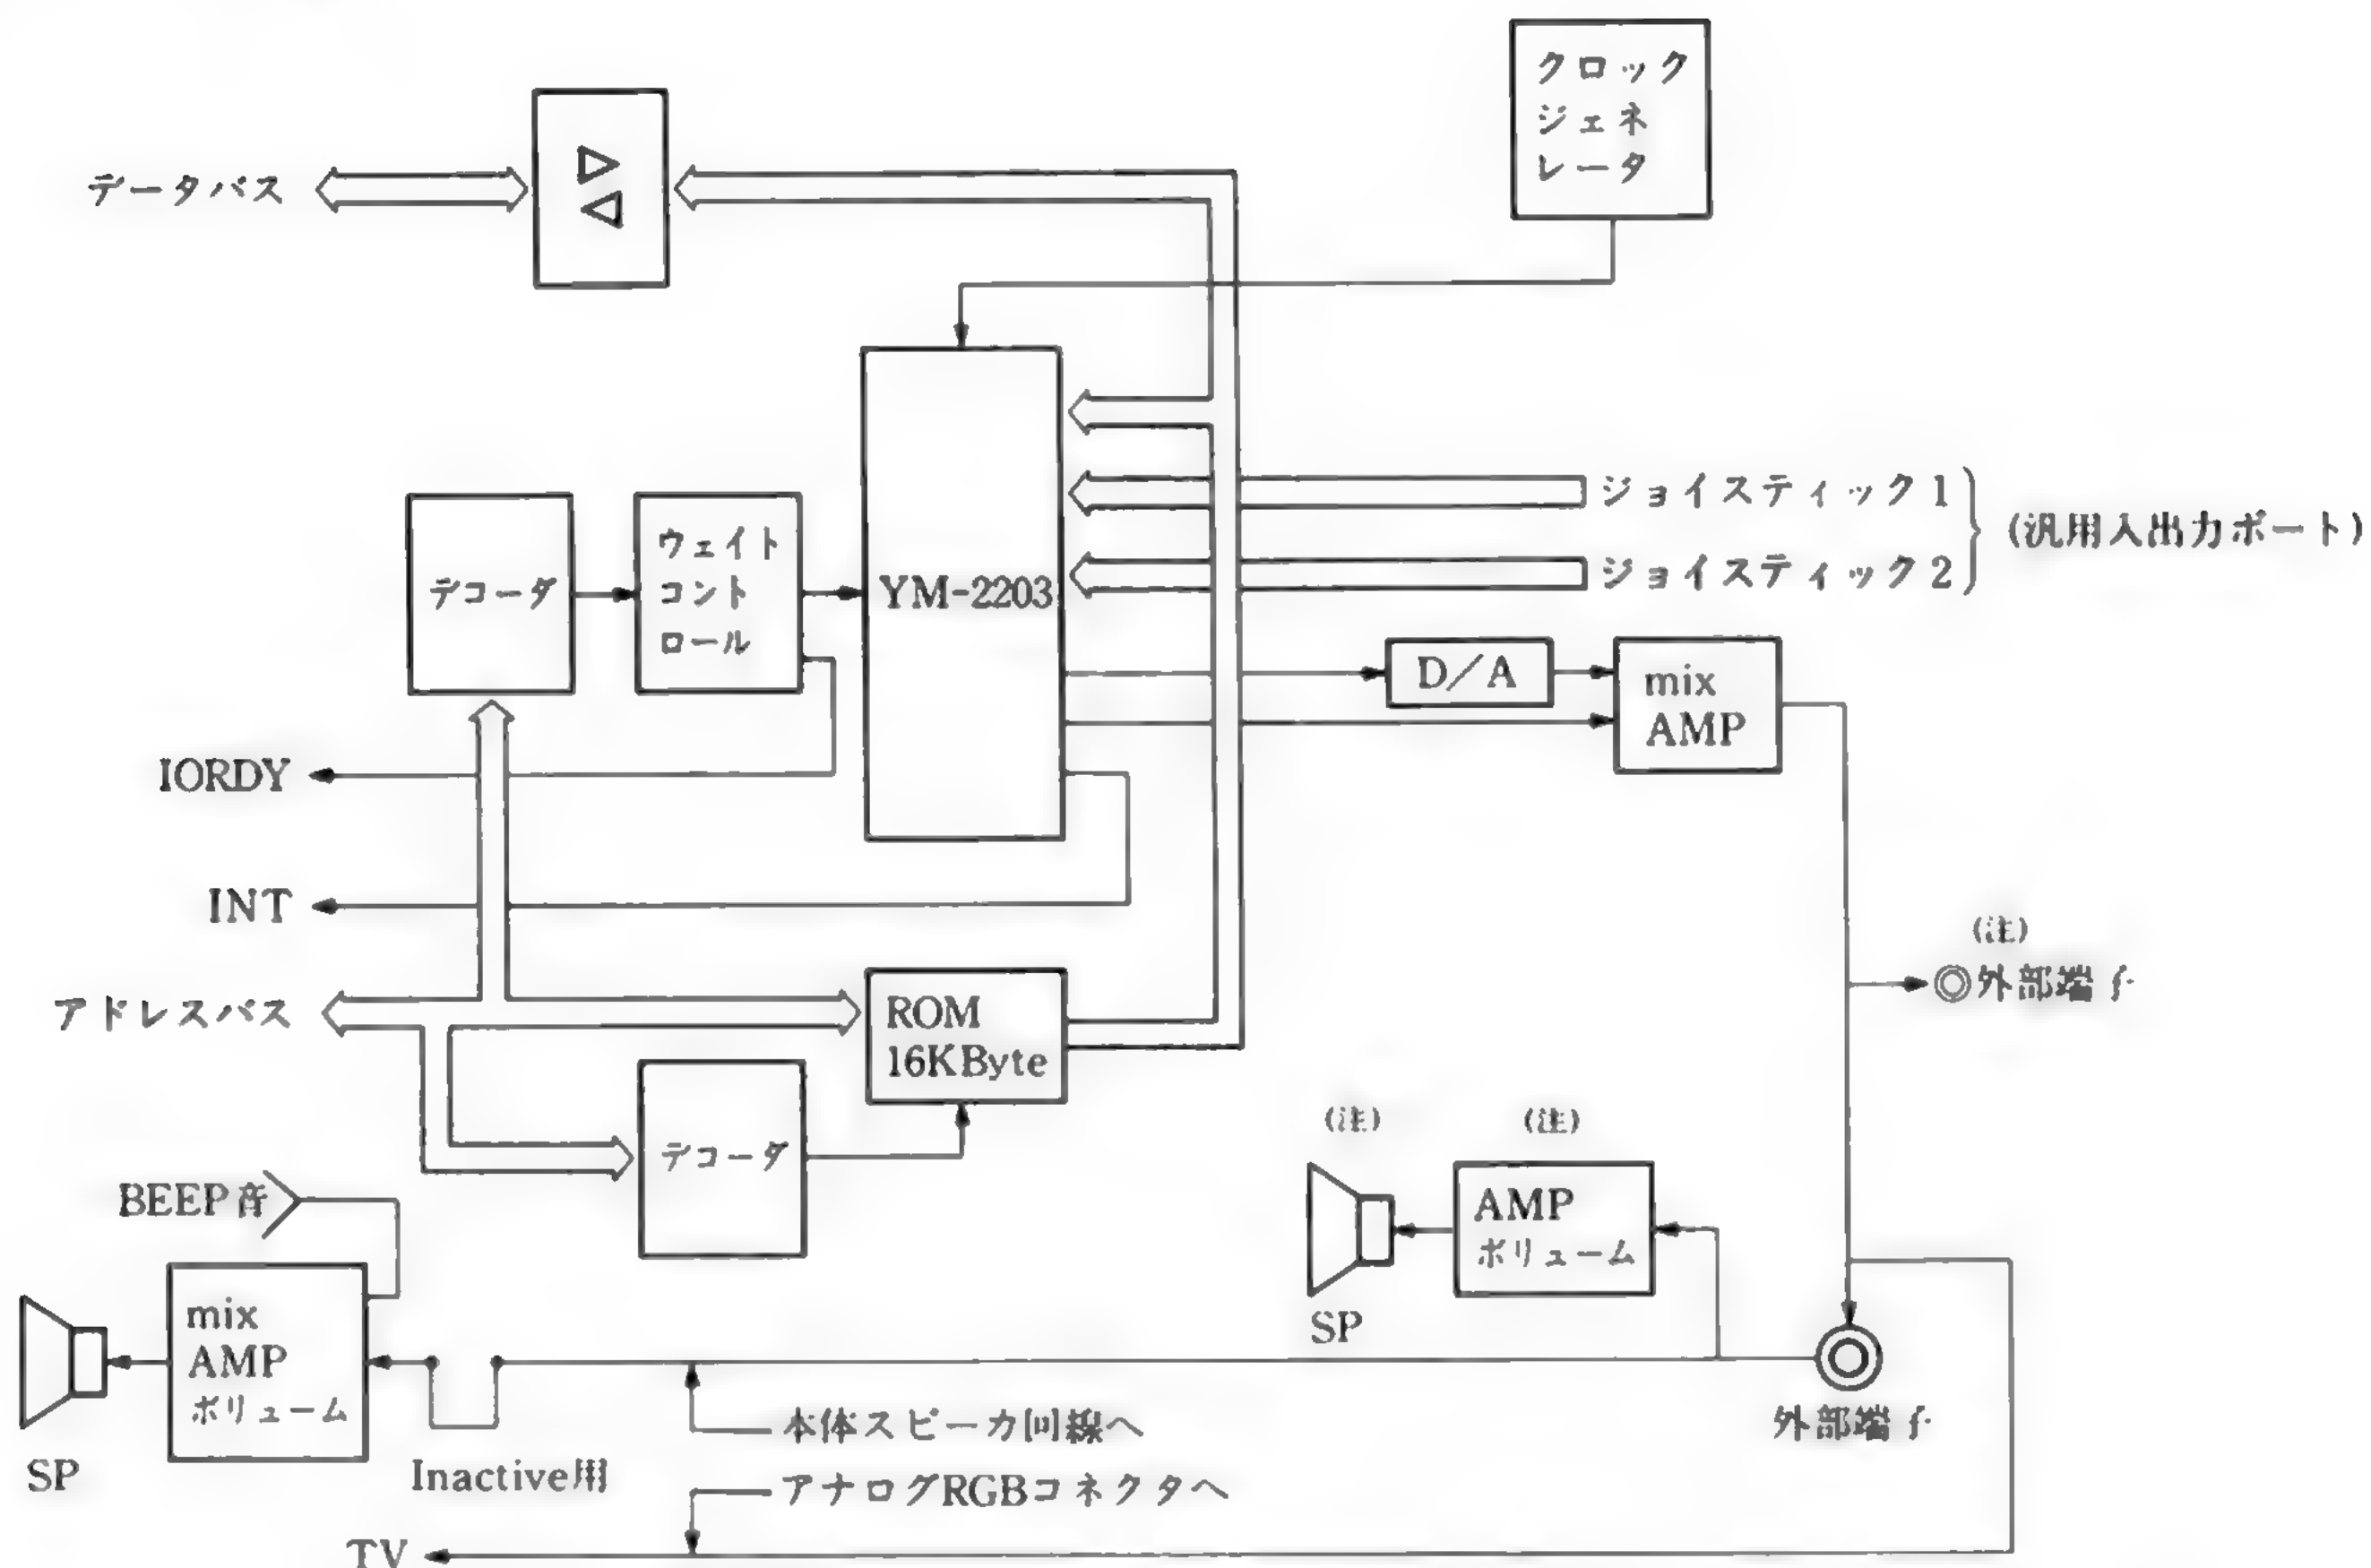 クロック
ジェネ
レータ
データバス
ジョイスティック1
(汎用入出力ポート)
ジョイスティック2
デコーダ
ウェイト
コント
ロール
YM-2203
D/A
mix
AMP
IORDY
INT
(注)
外部端子
アドレスバス
ROM
16KByte
デコーダ
(注)
(注)
BEEP音
AMP
ボリューム
SP
mix
AMP
ボリューム
SP
Inactive用
本体スピーカ回線へ
外部端子
アナログRGBコネクタへ
TV